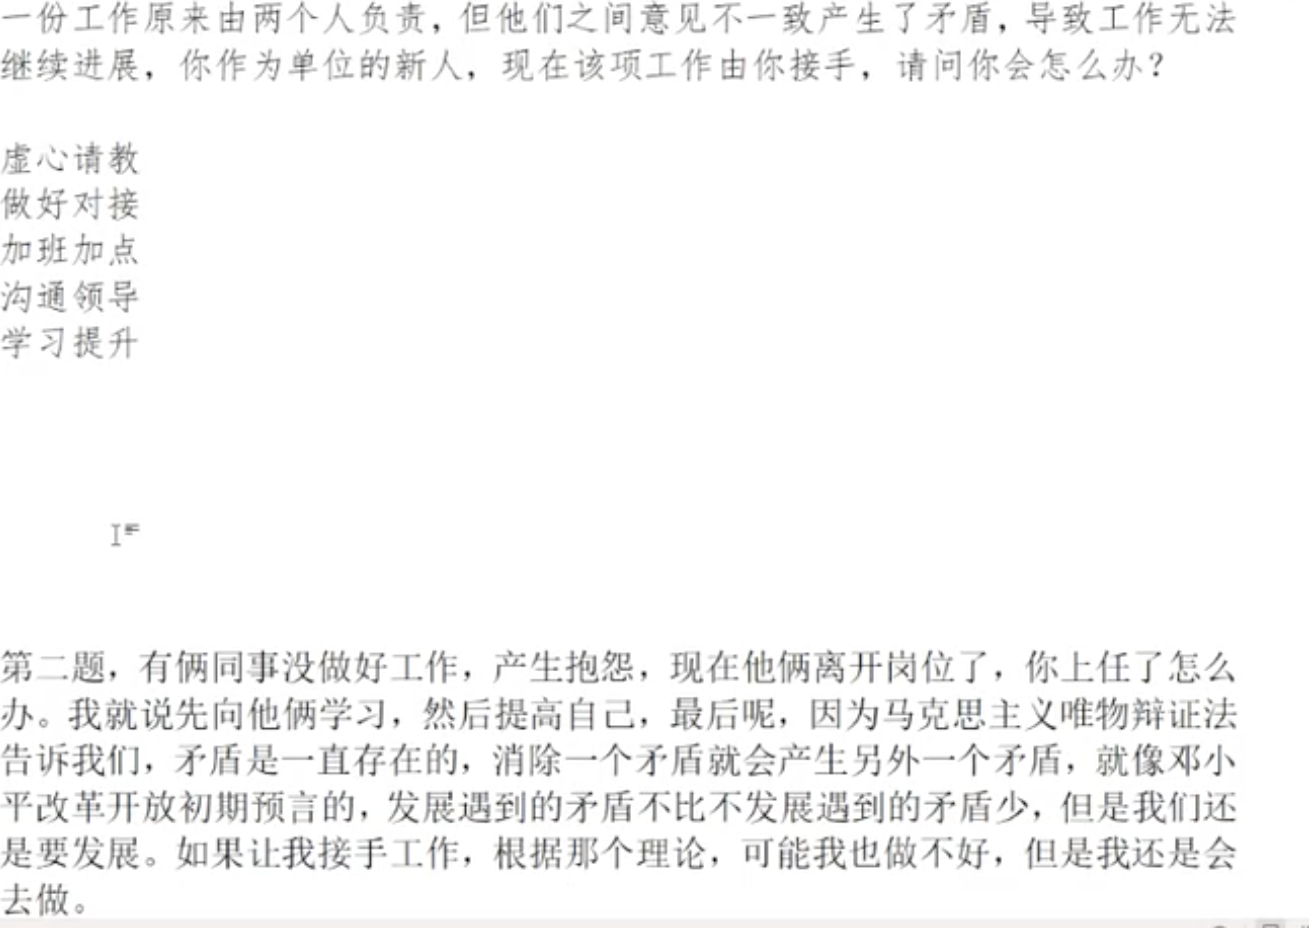 一份工作原来由两个人负责，但他们之间意见不一致产生了矛盾，导致工作无法
继续进展，你作为单位的新人，现在该项工作由你接手，请问你会怎么办？
虚心请教
做好对接
加班加点
沟通领导
学习提升
第二题，有俩同事没做好工作，产生抱怨，现在他俩离开岗位了，你上任了怎么
办。我就说先向他俩学习，然后提高自己，最后呢，因为马克思主义唯物辩证法
告诉我们，矛盾是一直存在的，消除一个矛盾就会产生另外一个矛盾，就像邓小
平改革开放初期预言的，发展遇到的矛盾不比不发展遇到的矛盾少，但是我们还
是要发展。如果让我接手工作，根据那个理论，可能我也做不好，但是我还是会
去做。